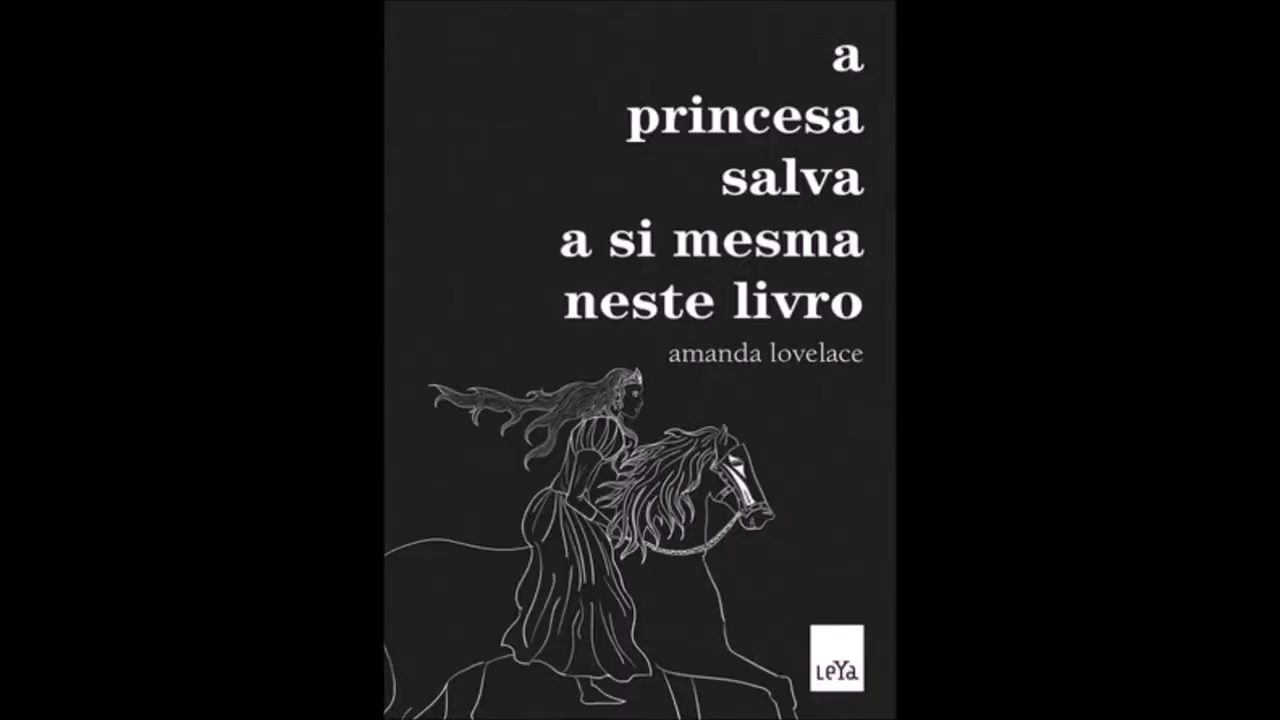 a
princesa
salva
a si mesma
neste livro
amanda lovelace
LeYa